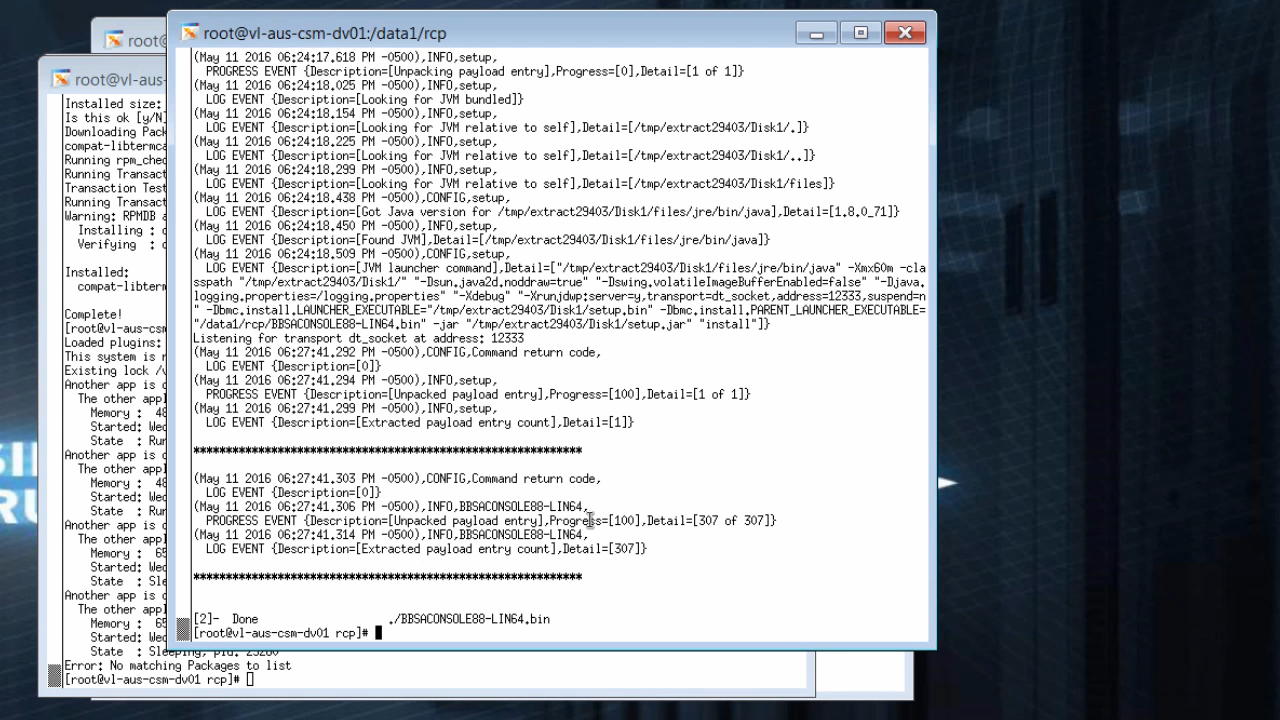 root@
root@vl-aus-csm-dv01:/data1/rcp
(May 11 2016 06:24:17.618 PM -0500),INFO,setup,
PROGRESS EVENT {Description=[Unpacking payload entry],Progress=[0],Detail=[1 of 1]}
(May 11 2016 06:24:18.025 PM -0500),INFO,setup,
LOG EVENT {Description=[Looking for JVM bundled]}
(May 11 2016 06:24:18.154 PM -0500),INFO,setup,
LOG EVENT {Description=[Looking for JVM relative to self],Detail=[/tmp/extract29403/Disk1/.]}
(May 11 2016 06:24:18.225 PM -0500),INFO,setup,
LOG EVENT {Description=[Looking for JVM relative to self],Detail=[/tmp/extract29403/Disk1/..]}
(May 11 2016 06:24:18.299 PM -0500),INFO,setup,
LOG EVENT {Description=[Looking for JVM relative to self],Detail=[/tmp/extract29403/Disk1/files]}
(May 11 2016 06:24:18.438 PM -0500),CONFIG,setup,
LOG EVENT {Description=[Got Java version for /tmp/extract29403/Disk1/files/jre/bin/java],Detail=[1.8.0_71]}
(May 11 2016 06:24:18.450 PM -0500),INFO,setup,
LOG EVENT {Description=[Found JVM],Detail=[/tmp/extract29403/Disk1/files/jre/bin/java]}
(May 11 2016 06:24:18.509 PM -0500),CONFIG,setup,
LOG EVENT {Description=[JVM launcher command],Detail=["/tmp/extract29403/Disk1/files/jre/bin/java" -Xmx60m -cla
sspath "/tmp/extract29403/Disk1/" "-Dsun.java2d.noddraw=true" "-Dswing.volatileImageBufferEnabled=false" "-Djava.
logging.properties=/logging.properties" "-Xdebug" "-Xrunjdwp:server=y,transport=dt_socket,address=12333,suspend=n
" -Dbmc.install.LAUNCHER_EXECUTABLE="/tmp/extract29403/Disk1/setup.bin" -Dbmc.install.PARENT_LAUNCHER_EXECUTABLE=
"/data1/rcp/BBSACONSOLE88-LIN64.bin" -jar "/tmp/extract29403/Disk1/setup.jar" "install"]}
Listening for transport dt_socket at address: 12333
(May 11 2016 06:27:41.292 PM -0500),CONFIG,Command return code,
LOG EVENT {Description=[0]}
(May 11 2016 06:27:41.294 PM -0500),INFO,setup,
PROGRESS EVENT {Description=[Unpacked payload entry],Progress=[100],Detail=[1 of 1]}
(May 11 2016 06:27:41.299 PM -0500),INFO,setup,
LOG EVENT {Description=[Extracted payload entry count],Detail=[1]}
************************************************************
(May 11 2016 06:27:41.303 PM -0500),CONFIG,Command return code,
LOG EVENT {Description=[0]}
(May 11 2016 06:27:41.306 PM -0500),INFO,BBSACONSOLE88-LIN64,
PROGRESS EVENT {Description=[Unpacked payload entry],Progress=[100],Detail=[307 of 307]}
(May 11 2016 06:27:41.314 PM -0500),INFO,BBSACONSOLE88-LIN64,
LOG EVENT {Description=[Extracted payload entry count],Detail=[307]}
************************************************************
[2]-  Done                    ./BBSACONSOLE88-LIN64.bin
[root@vl-aus-csm-dv01 rcp]#
root@vl-aus-
Installed size:
Is this ok [y/N]
Downloading Pack
compat-libtermca
Running rpm_chec
Running Transact
Transaction Test
Running Transact
Warning: RPMDB a
Installing : c
Verifying  : c
Installed:
compat-libterm
Complete!
[root@vl-aus-csm
Loaded plugins:
This system is r
Existing lock /v
Another app is c
The other appl
Memory :  48
Started: Wed
State  : Run
Another app is c
The other appl
Memory :  48
Started: Wed
State  : Run
Another app is c
The other appl
Memory :  65
Started: Wed
State  : Sle
Another app is c
The other appl
Memory :  65
Started: Wed
State  : Sleeping, pid: 25280
Error: No matching Packages to list
[root@vl-aus-csm-dv01 rcp]#